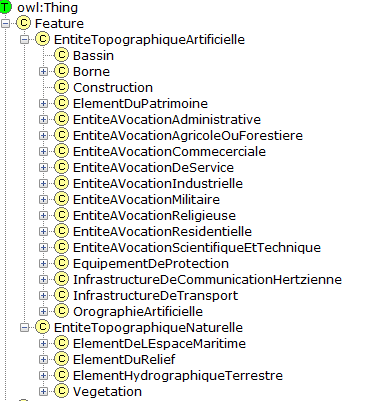 T owl:Thing
C Feature
C EntiteTopographiqueArtificielle
C Bassin
C Borne
C Construction
C ElementDuPatrimoine
C EntiteAVocationAdministrative
C EntiteAVocationAgricoleOuForestiere
C EntiteAVocationCommecerciale
C EntiteAVocationDeService
C EntiteAVocationIndustrielle
C EntiteAVocationMilitaire
C EntiteAVocationReligieuse
C EntiteAVocationResidentielle
C EntiteAVocationScientifiqueEtTechnique
C EquipementDeProtection
C InfrastructureDeCommunicationHertzienne
C InfrastructureDeTransport
C OrographieArtificielle
C EntiteTopographiqueNaturelle
C ElementDeLEspaceMaritime
C ElementDuRelief
C ElementHydrographiqueTerrestre
C Vegetation